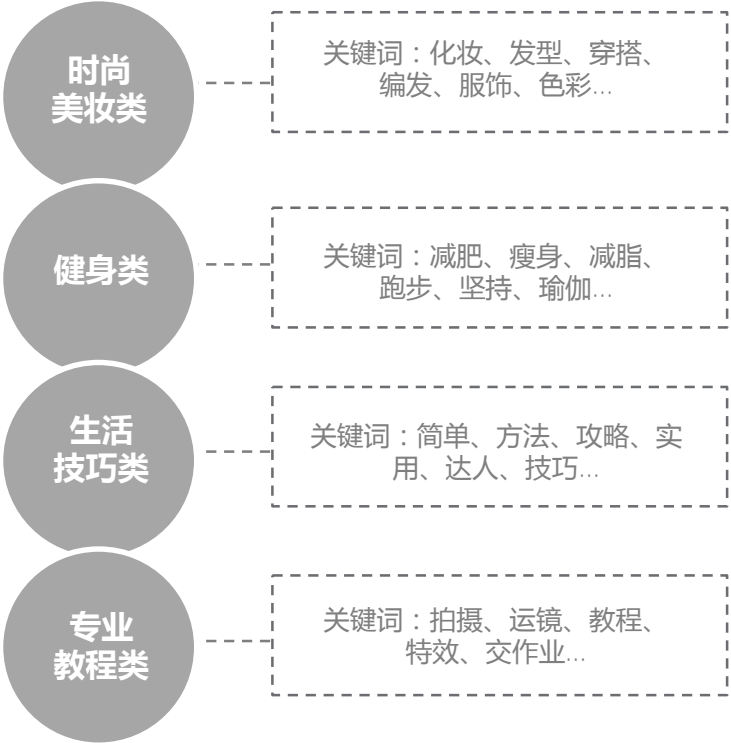 时尚
美妆类
关键词：化妆、发型、穿搭、
编发、服饰、色彩...
健身类
关键词：减肥、瘦身、减脂、
跑步、坚持、瑜伽...
生活
技巧类
关键词：简单、方法、攻略、实
用、达人、技巧...
专业
教程类
关键词：拍摄、运镜、教程、
特效、交作业...